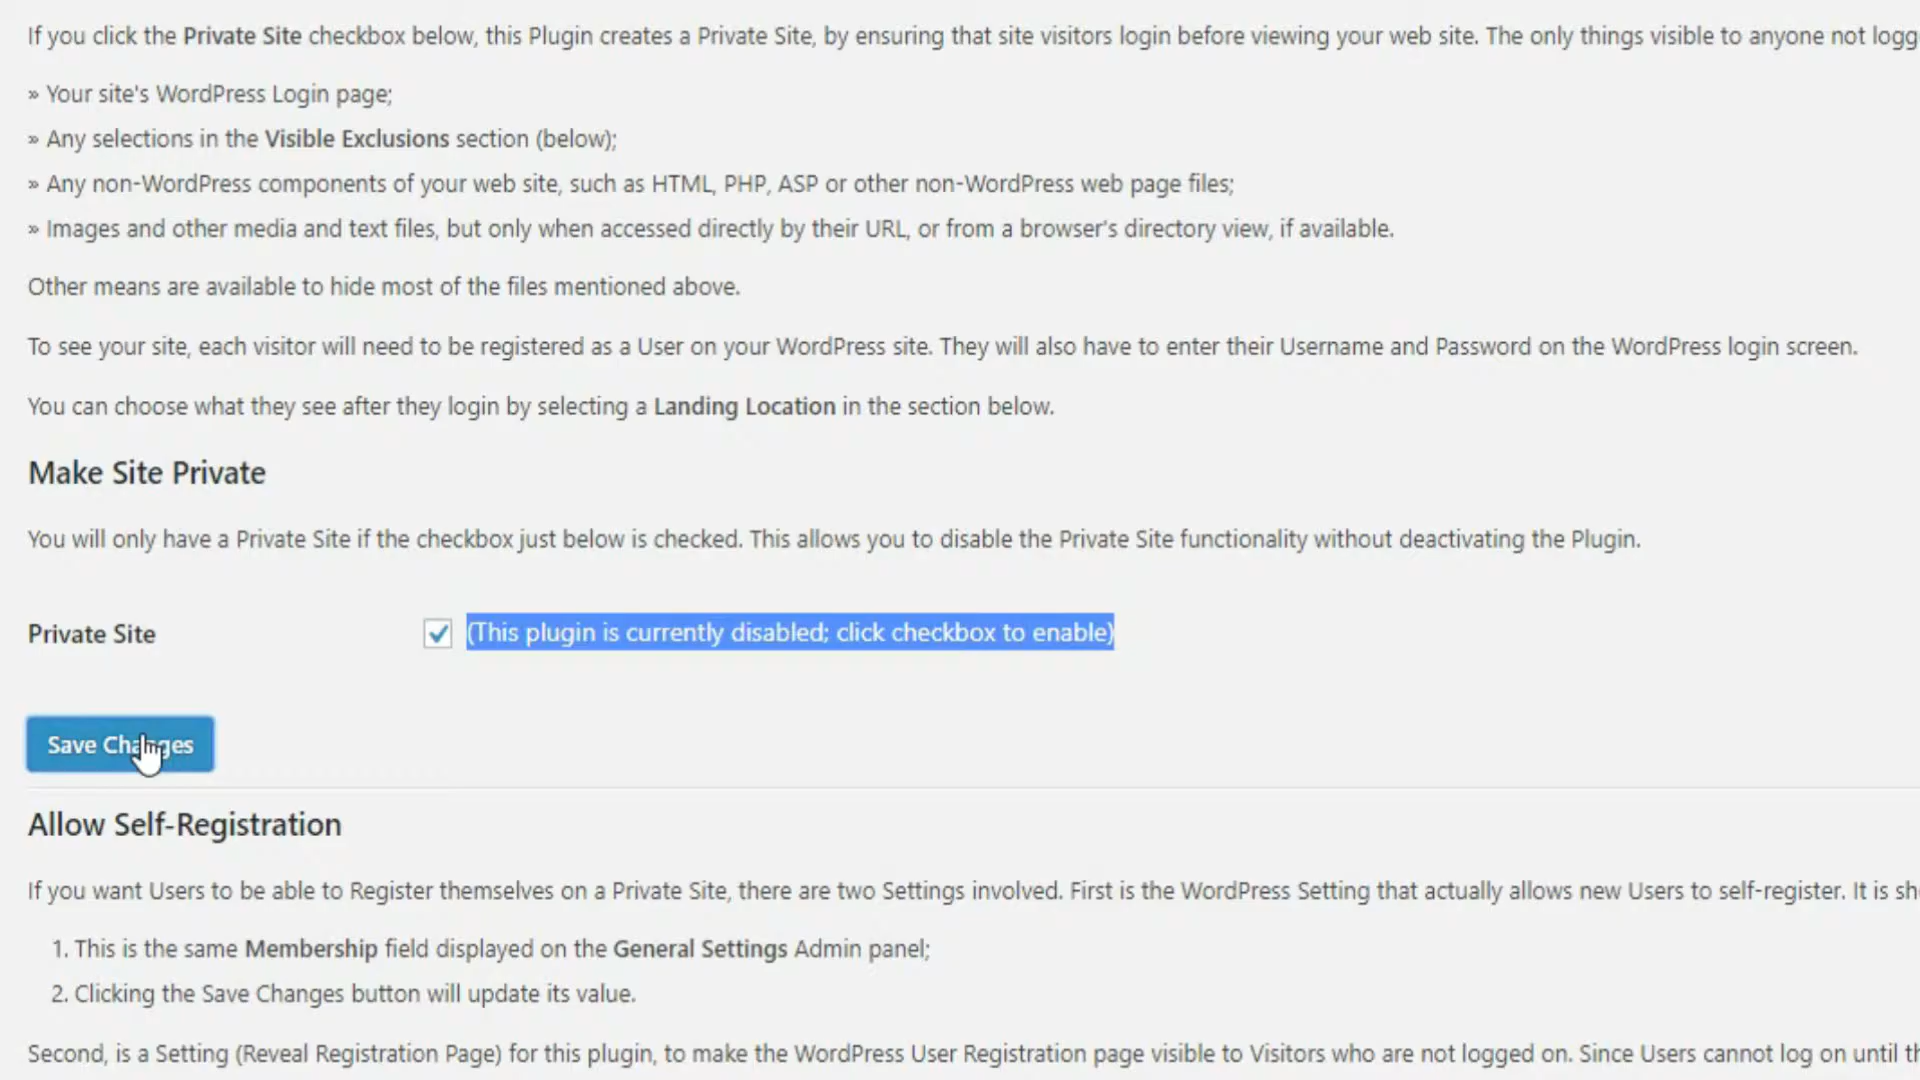 If you click the Private Site checkbox below, this Plugin creates a Private Site, by ensuring that site visitors login before viewing your web site. The only things visible to anyone not logg
» Your site's WordPress Login page;
» Any selections in the Visible Exclusions section (below);
» Any non-WordPress components of your web site, such as HTML, PHP, ASP or other non-WordPress web page files;
» Images and other media and text files, but only when accessed directly by their URL, or from a browser's directory view, if available.
Other means are available to hide most of the files mentioned above.
To see your site, each visitor will need to be registered as a User on your WordPress site. They will also have to enter their Username and Password on the WordPress login screen.
You can choose what they see after they login by selecting a Landing Location in the section below.
Make Site Private
You will only have a Private Site if the checkbox just below is checked. This allows you to disable the Private Site functionality without deactivating the Plugin.
Private Site (This plugin is currently disabled; click checkbox to enable)
Save Changes
Allow Self-Registration
If you want Users to be able to Register themselves on a Private Site, there are two Settings involved. First is the WordPress Setting that actually allows new Users to self-register. It is sh
1. This is the same Membership field displayed on the General Settings Admin panel;
2. Clicking the Save Changes button will update its value.
Second, is a Setting (Reveal Registration Page) for this plugin, to make the WordPress User Registration page visible to Visitors who are not logged on. Since Users cannot log on until th